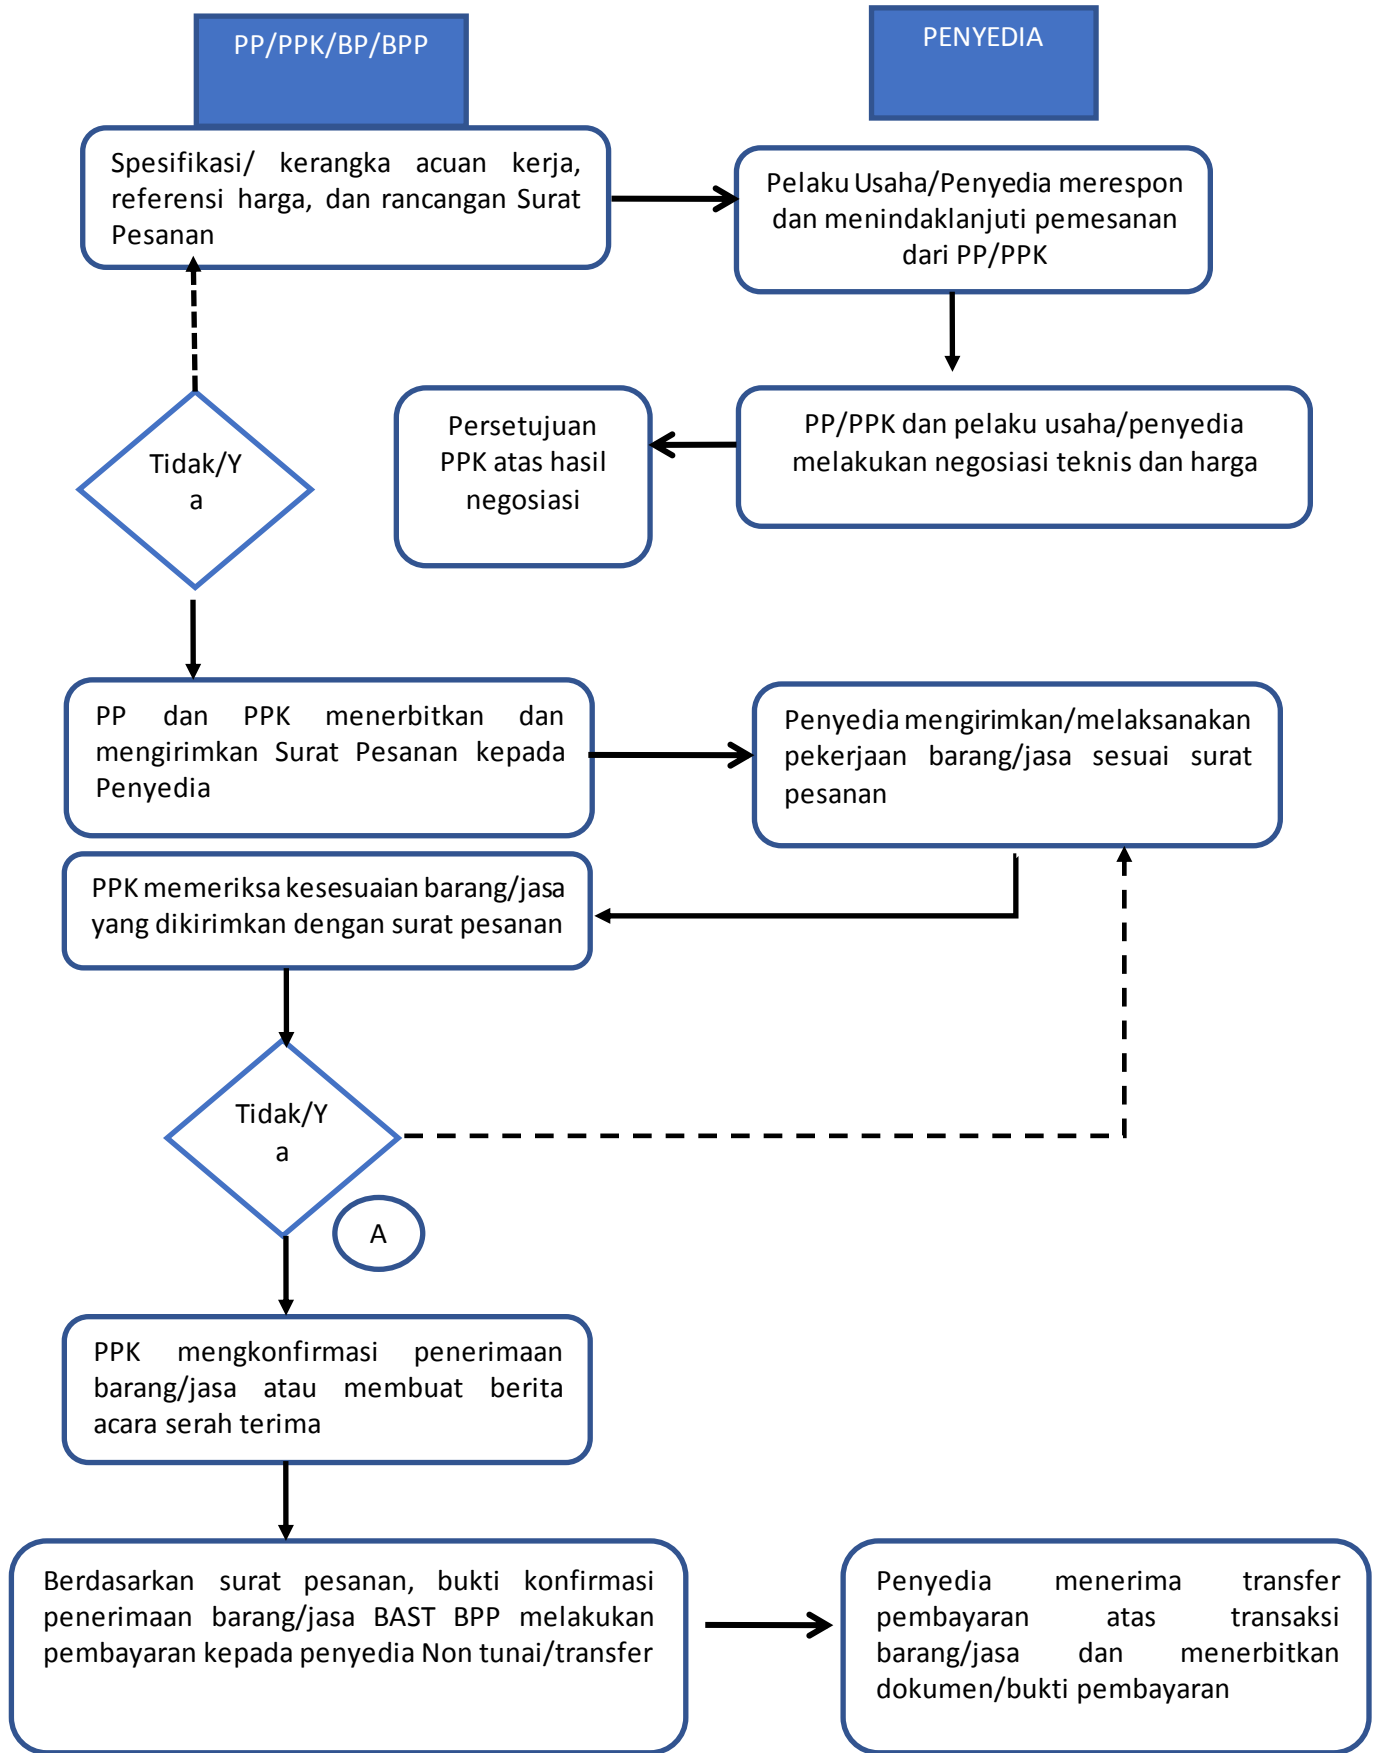 PP/PPK/BP/BPP
PENYEDIA
Spesifikasi/ kerangka acuan kerja,
referensi harga, dan rancangan Surat
Pesanan
Pelaku Usaha/Penyedia merespon
dan menindaklanjuti pemesanan
dari PP/PPK
Tidak/Y
a
Persetujuan
PPK atas hasil
negosiasi
PP/PPK dan pelaku usaha/penyedia
melakukan negosiasi teknis dan harga
PP dan PPK menerbitkan dan
mengirimkan Surat Pesanan kepada
Penyedia
Penyedia mengirimkan/melaksanakan
pekerjaan barang/jasa sesuai surat
pesanan
PPK memeriksa kesesuaian barang/jasa
yang dikirimkan dengan surat pesanan
Tidak/Y
a
A
PPK mengkonfirmasi penerimaan
barang/jasa atau membuat berita
acara serah terima
Berdasarkan surat pesanan, bukti konfirmasi
penerimaan barang/jasa BAST BPP melakukan
pembayaran kepada penyedia Non tunai/transfer
Penyedia menerima transfer
pembayaran atas transaksi
barang/jasa dan menerbitkan
dokumen/bukti pembayaran